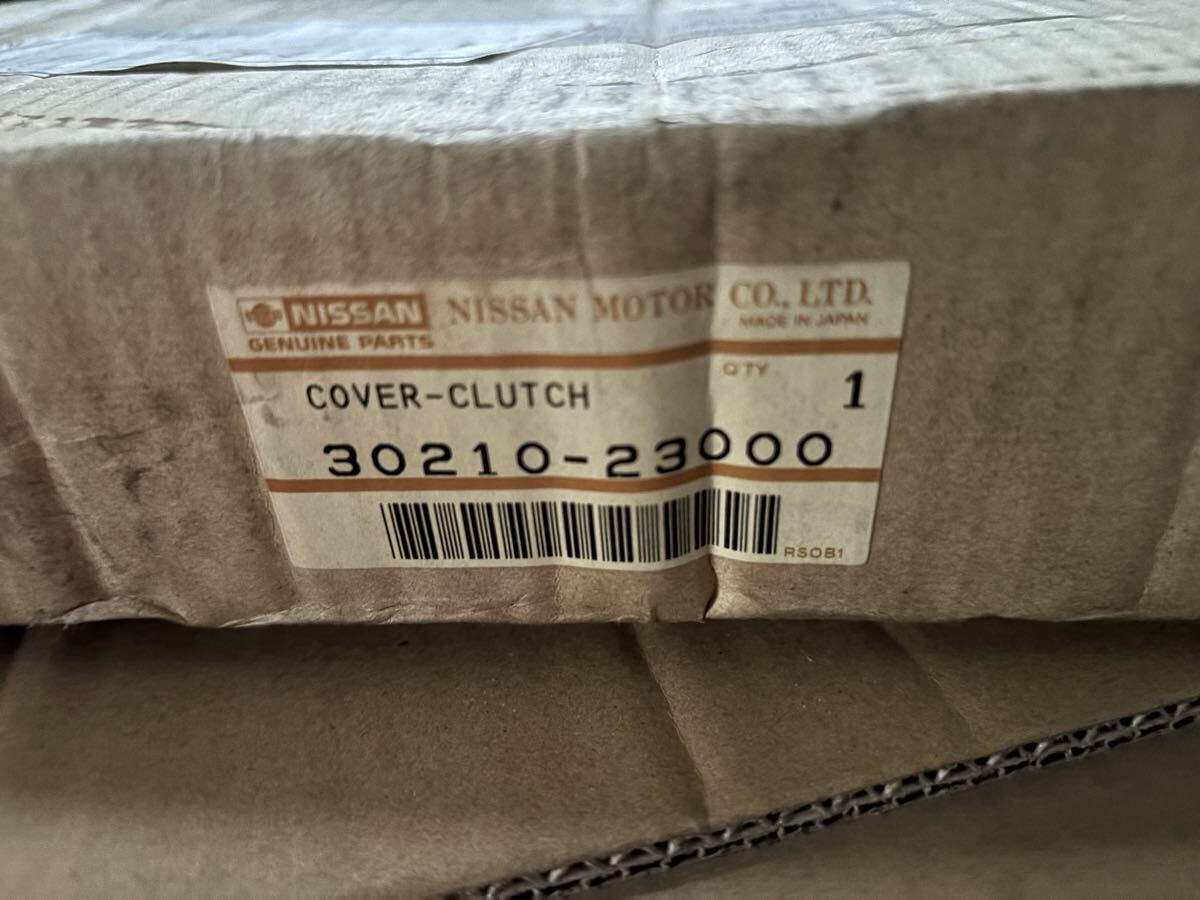 NISSAN NISSAN MOTOR CO., LTD.
GENUINE PARTS MADE IN JAPAN
COVER-CLUTCH QTY 1
30210-23000
RSOB1